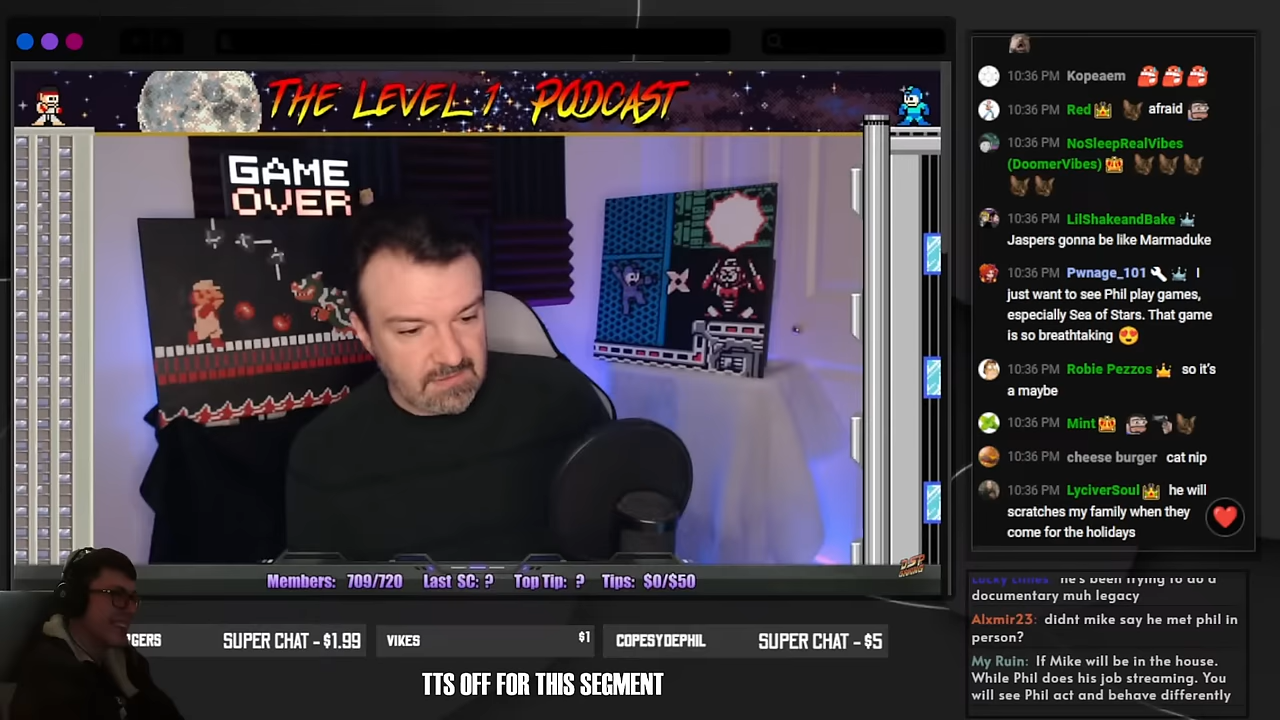 THE LEVEL 1 PODCAST
GAME
OVER
Members: 709/720 Last SC: ? Top Tip: ? Tips: $0/$50
DSP
GAMING
GERS SUPER CHAT - $1.99
VIKES $1
COPESYDEPHIL SUPER CHAT - $5
TTS OFF FOR THIS SEGMENT
10:36 PM Kopeaem
10:36 PM Red afraid
10:36 PM NoSleepRealVibes
(DoomerVibes)
10:36 PM LilShakeandBake
Jaspers gonna be like Marmaduke
10:36 PM Pwnage_101 I
just want to see Phil play games,
especially Sea of Stars. That game
is so breathtaking 😍
10:36 PM Robie Pezzos so it's
a maybe
10:36 PM Mint
10:36 PM cheese burger cat nip
10:36 PM LyciverSoul he will
scratches my family when they
come for the holidays
he's been trying to do a
documentary muh legacy
Alxmir23: didnt mike say he met phil in
person?
My Ruin: If Mike will be in the house.
While Phil does his job streaming. You
will see Phil act and behave differently